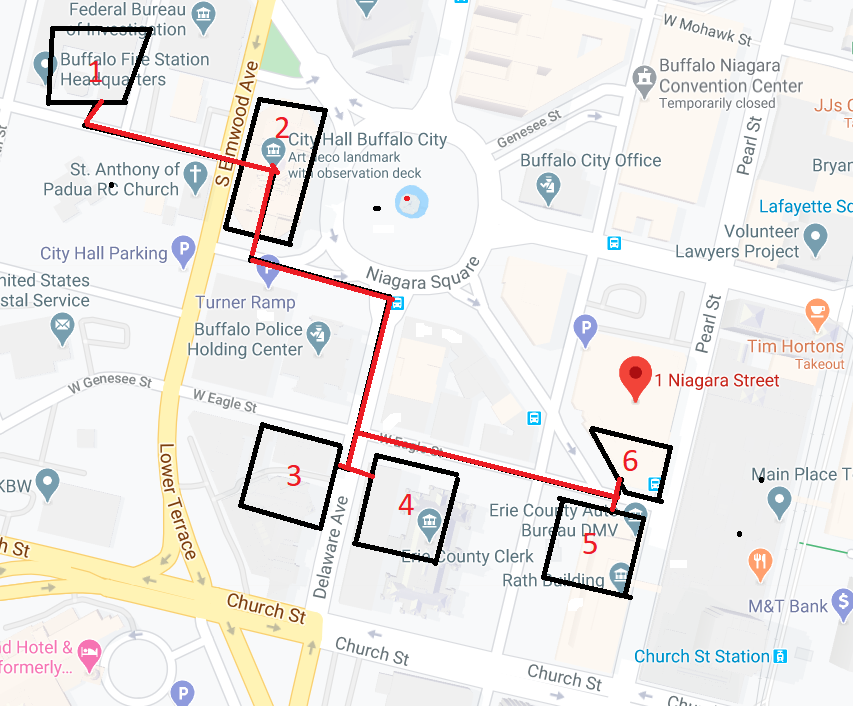 Federal Bureau
of Investigation
W Mohawk St
Buffalo Fire Station
Headquarters
1
S Elmwood Ave
Buffalo Niagara
Convention Center
Temporarily closed
JJs
2
City Hall Buffalo City
Art deco landmark
with observation deck
Genesee St
Pearl St
Buffalo City Office
St. Anthony of
Padua RC Church
Bryan
Lafayette Sq
Volunteer
Lawyers Project
City Hall Parking
P
Niagara Square
nited States
stal Service
Turner Ramp
Pearl St
P
Buffalo Police
Holding Center
Tim Hortons
Takeout
1 Niagara Street
W Genesee St
W Eagle St
W Eagle St
Lower Terrace
3
4
6
KBW
Main Place
Erie County Auto
Bureau DMV
5
Delaware Ave
Erie County Clerk
Rath Building
h St
Church St
M&T Bank
nd Hotel &
formerly...
Church St
Church St Station
Church St
P
Ch